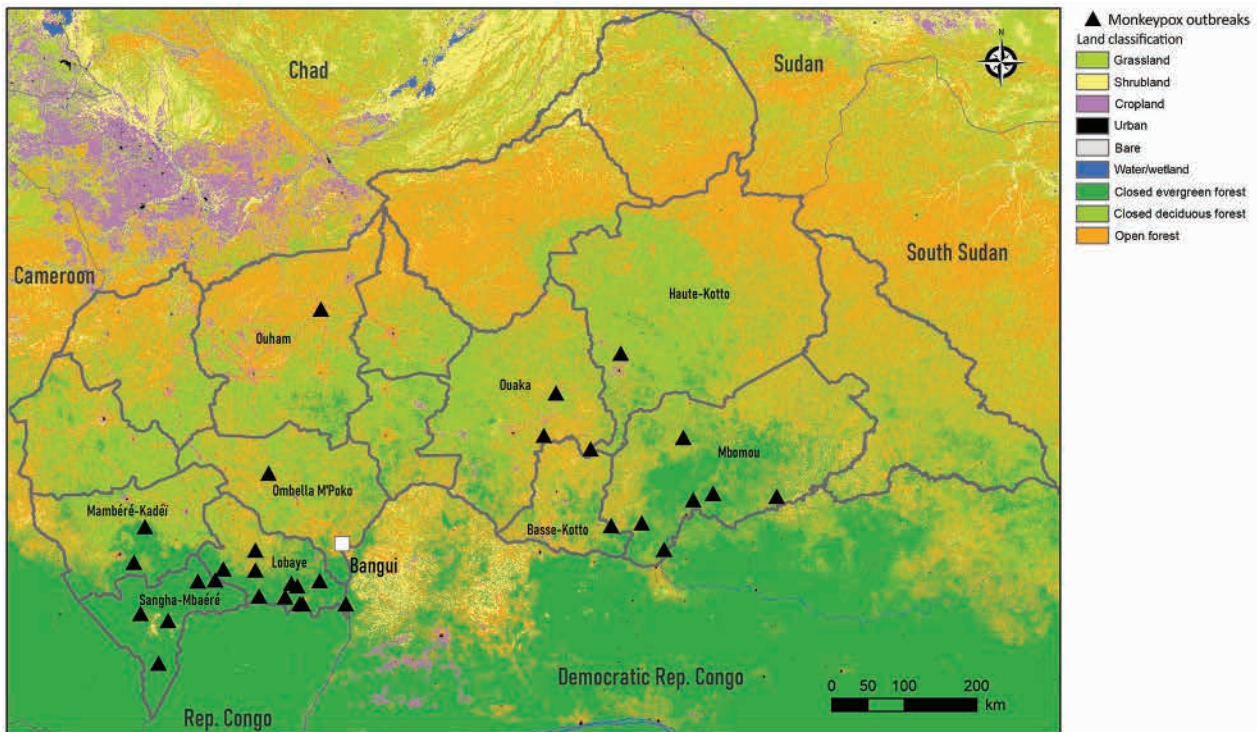 Monkeypox outbreaks
Land classification
Grassland
Shrubland
Cropland
Urban
Bare
Water/wetland
Closed evergreen forest
Closed deciduous forest
Open forest
N
Chad
Sudan
Cameroon
South Sudan
Haute-Kotto
Ouham
Ouaka
Mbomou
Ombella M'Poko
Mambéré-Kadéï
Basse-Kotto
Lobaye
Bangui
Sangha-Mbaéré
Democratic Rep. Congo
Rep. Congo
0 50 100 200
km